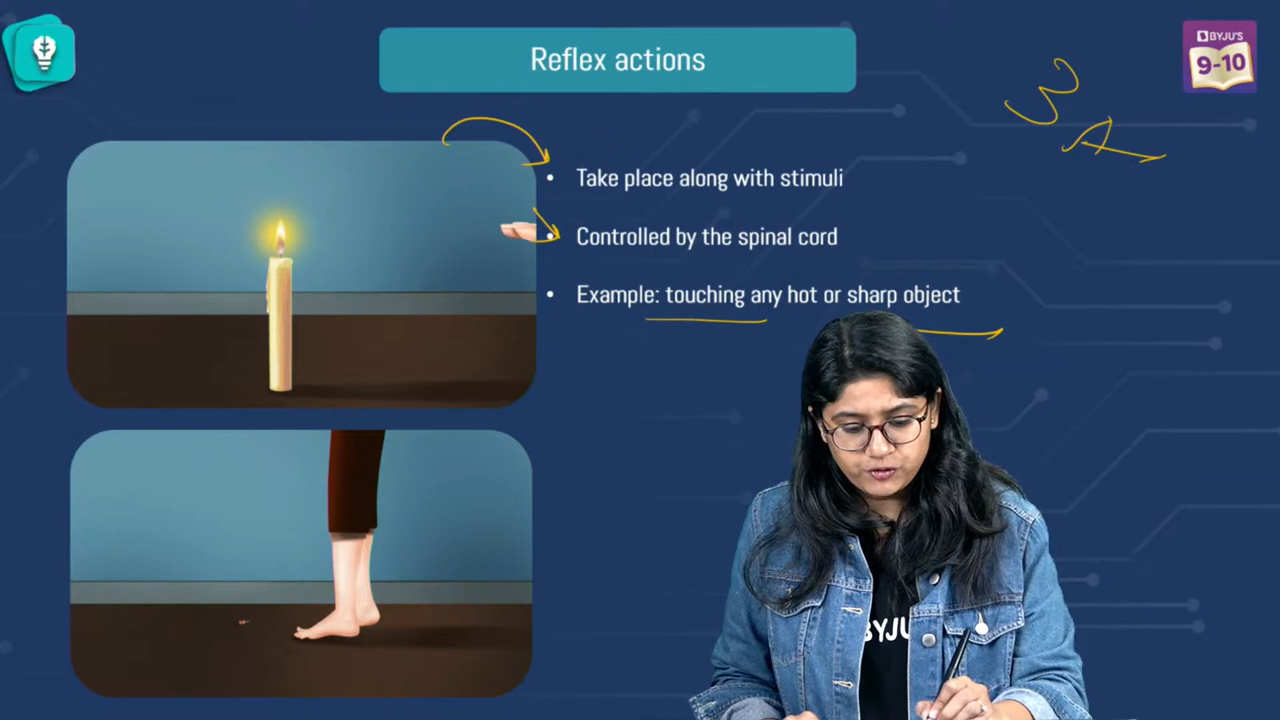 Reflex actions
BYJU'S
9-10
3
A
• Take place along with stimuli
• Controlled by the spinal cord
• Example: touching any hot or sharp object
BYJU